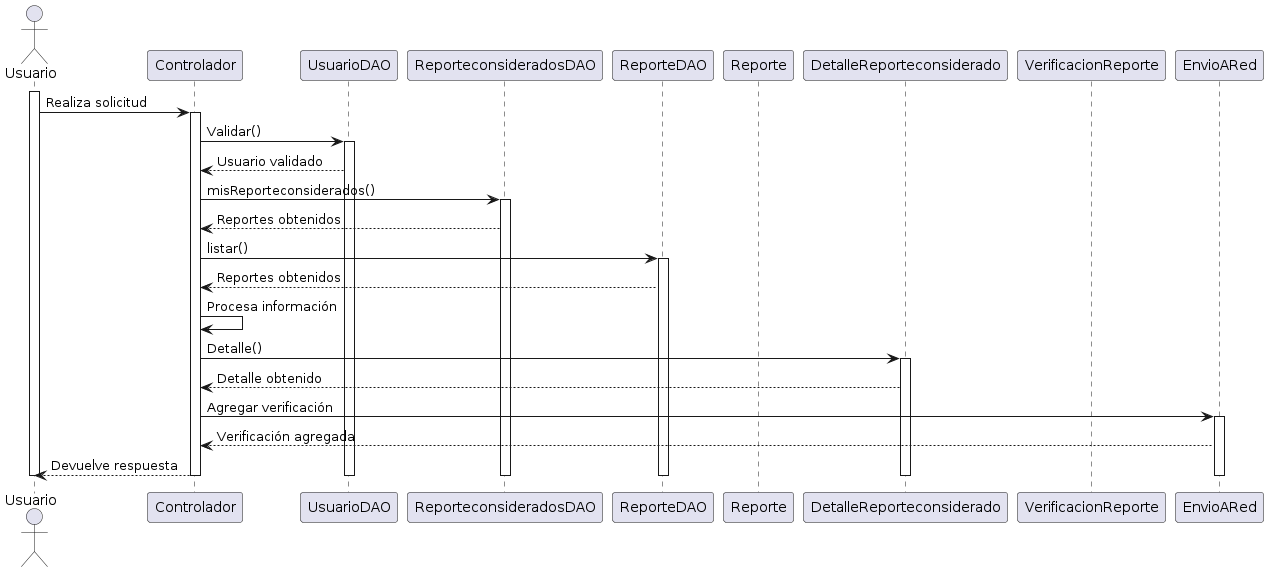 Usuario
Controlador
UsuarioDAO
ReporteconsideradosDAO
ReporteDAO
Reporte
DetalleReporteconsiderado
VerificacionReporte
EnvioARed
Realiza solicitud
Validar()
Usuario validado
misReporteconsiderados()
Reportes obtenidos
listar()
Reportes obtenidos
Procesa información
Detalle()
Detalle obtenido
Agregar verificación
Verificación agregada
Devuelve respuesta
Usuario
Controlador
UsuarioDAO
ReporteconsideradosDAO
ReporteDAO
Reporte
DetalleReporteconsiderado
VerificacionReporte
EnvioARed